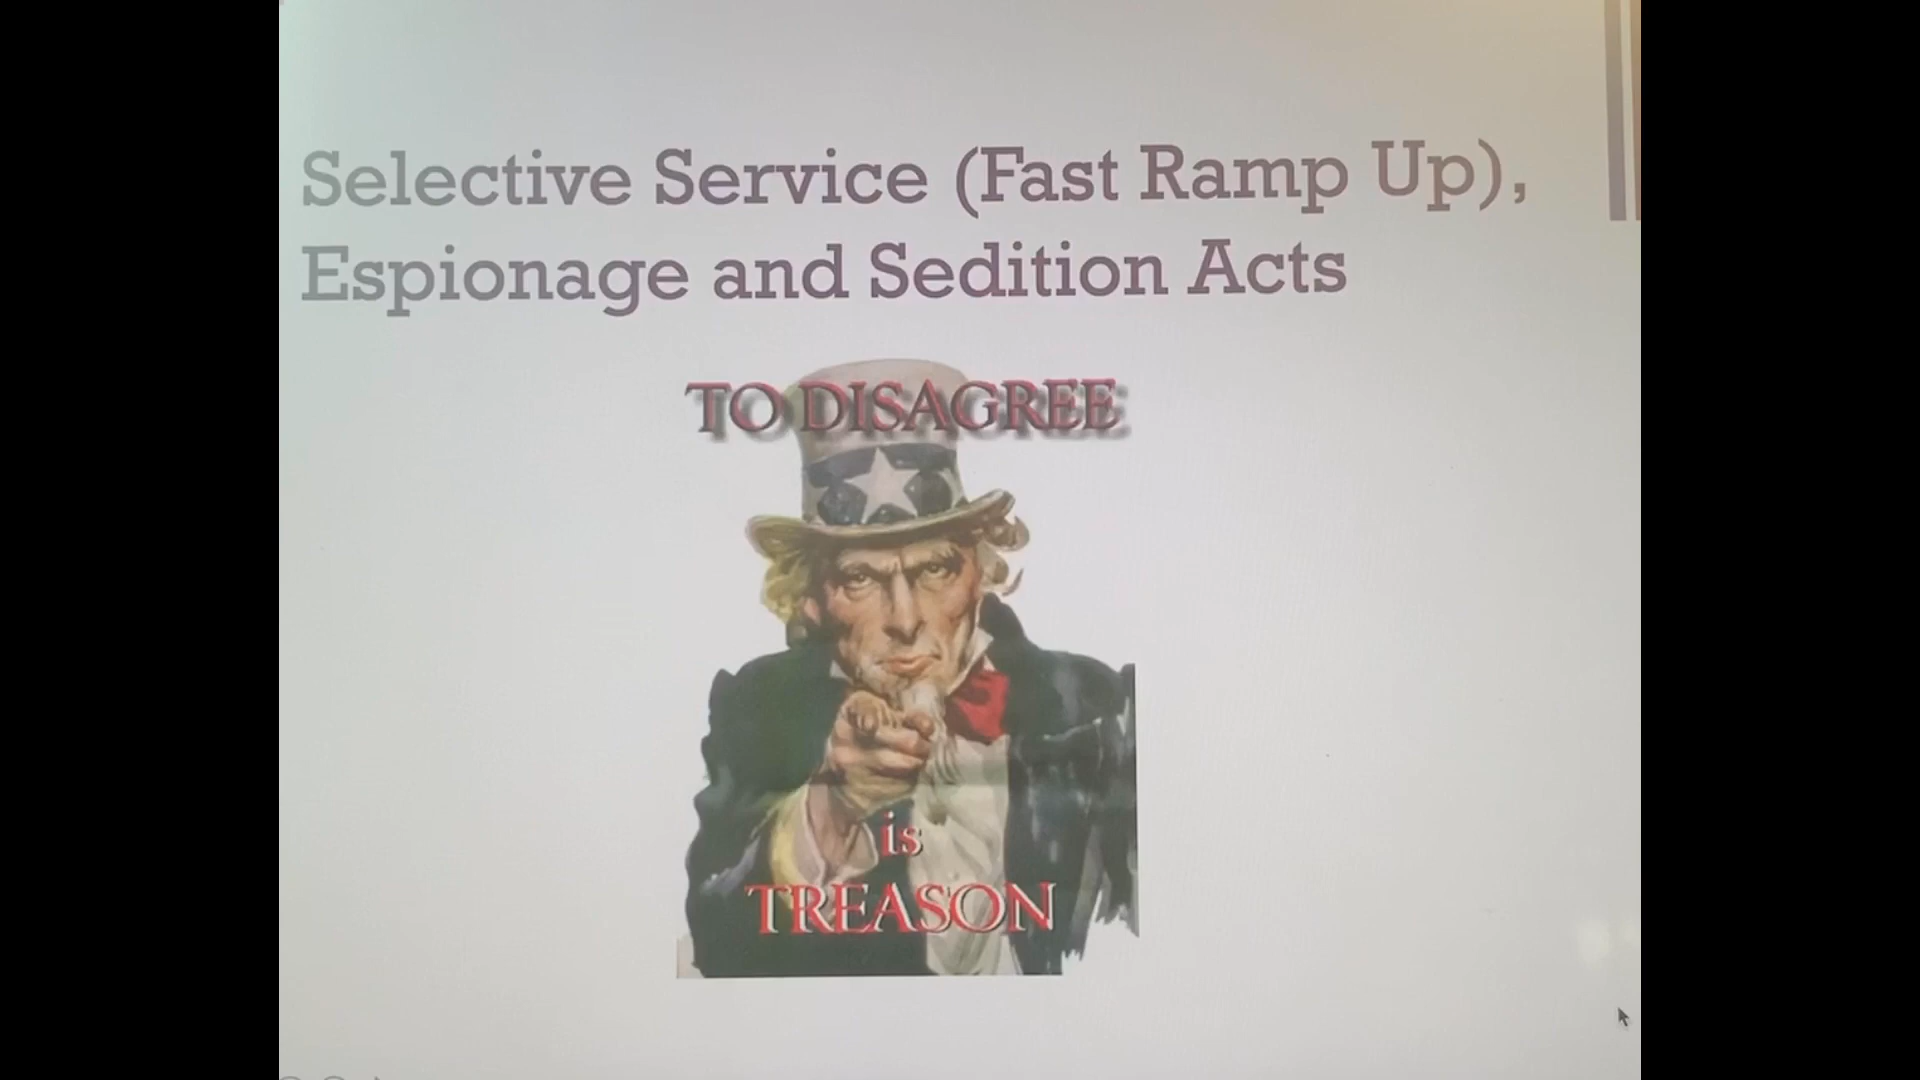 Selective Service (Fast Ramp Up),
Espionage and Sedition Acts
TO DISAGREE
is
TREASON